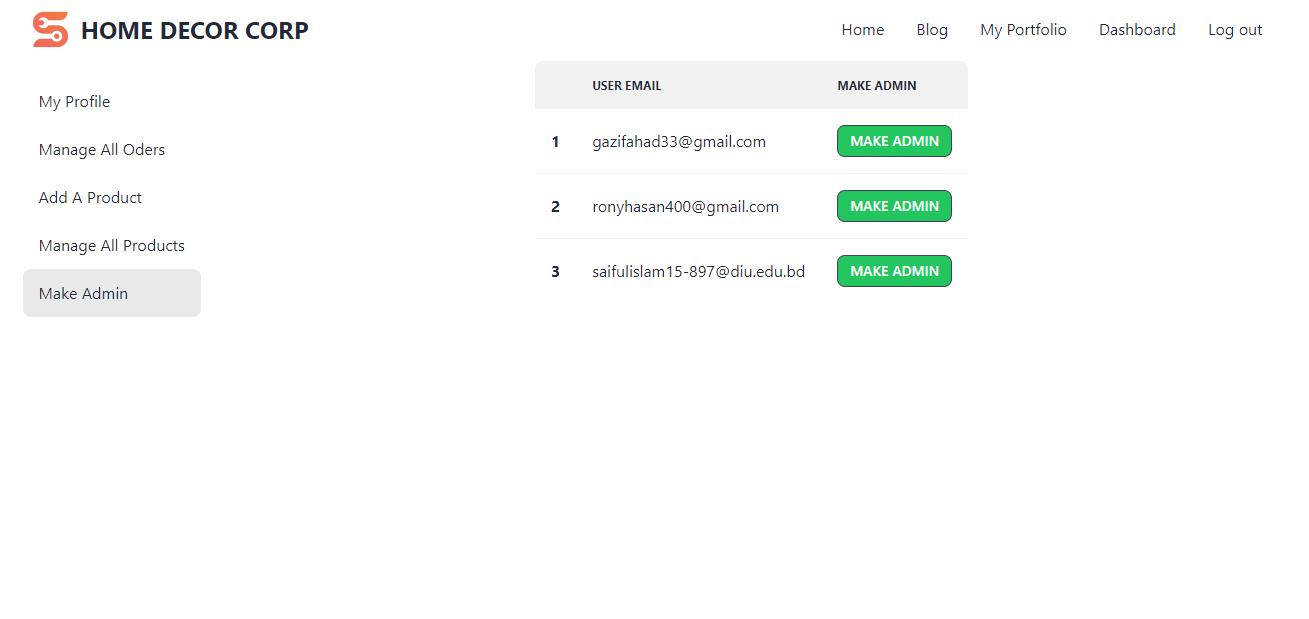 HOME DECOR CORP
Home Blog My Portfolio Dashboard Log out
My Profile
Manage All Oders
Add A Product
Manage All Products
Make Admin
USER EMAIL MAKE ADMIN
1 gazifahad33@gmail.com MAKE ADMIN
2 ronyhasan400@gmail.com MAKE ADMIN
3 saifulislam15-897@diu.edu.bd MAKE ADMIN